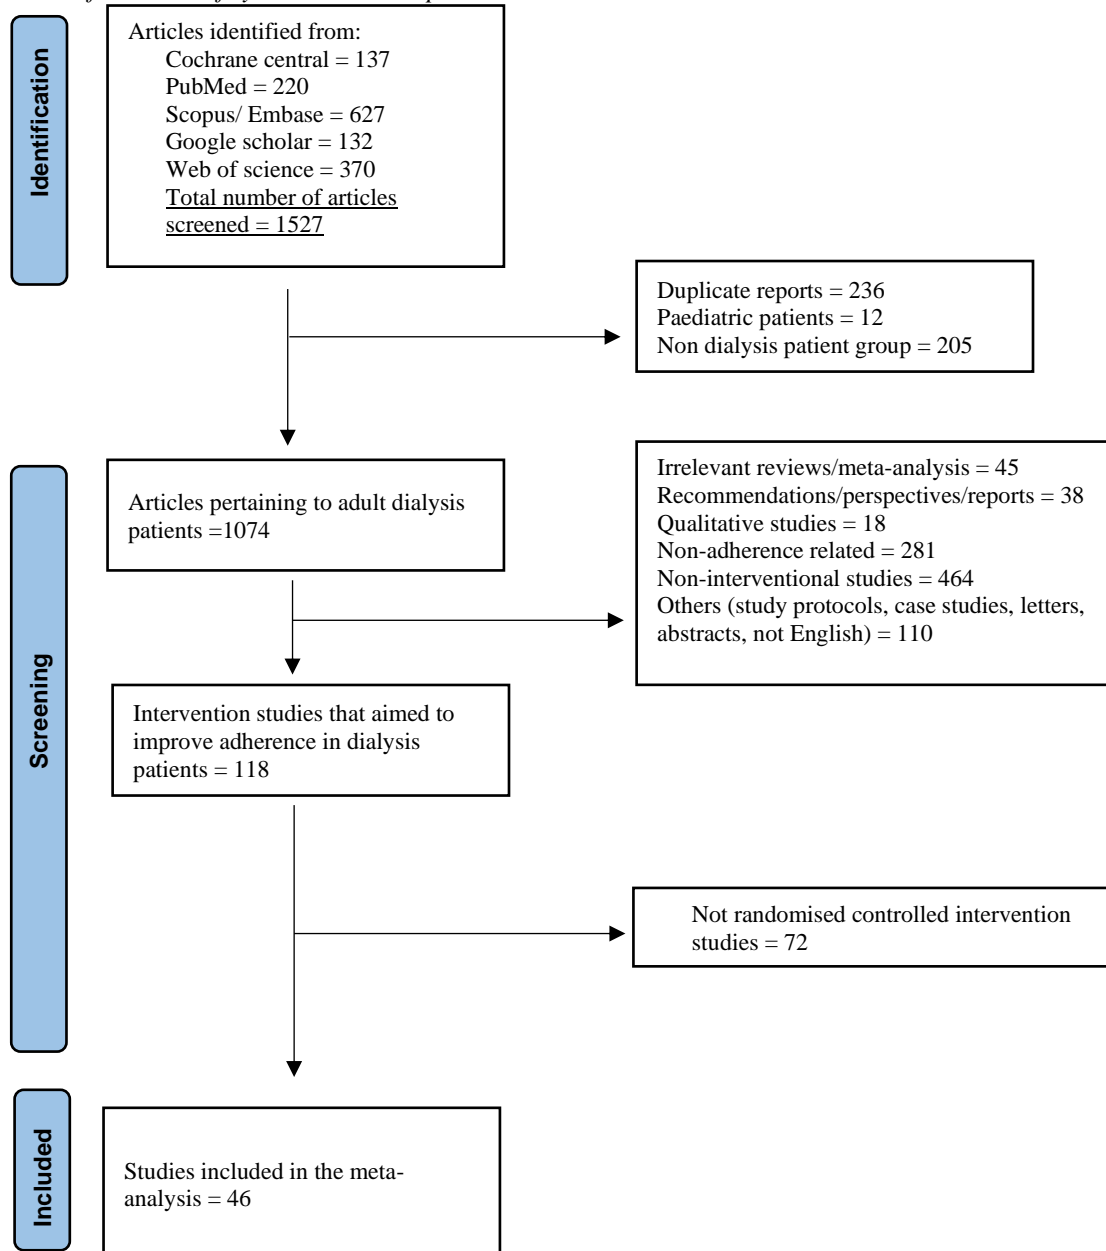 Identification
Articles identified from:
Cochrane central = 137
PubMed = 220
Scopus/ Embase = 627
Google scholar = 132
Web of science = 370
Total number of articles
screened = 1527
Duplicate reports = 236
Paediatric patients = 12
Non dialysis patient group = 205
Screening
Articles pertaining to adult dialysis
patients =1074
Irrelevant reviews/meta-analysis = 45
Recommendations/perspectives/reports = 38
Qualitative studies = 18
Non-adherence related = 281
Non-interventional studies = 464
Others (study protocols, case studies, letters,
abstracts, not English) = 110
Intervention studies that aimed to
improve adherence in dialysis
patients = 118
Not randomised controlled intervention
studies = 72
Included
Studies included in the meta-
analysis = 46